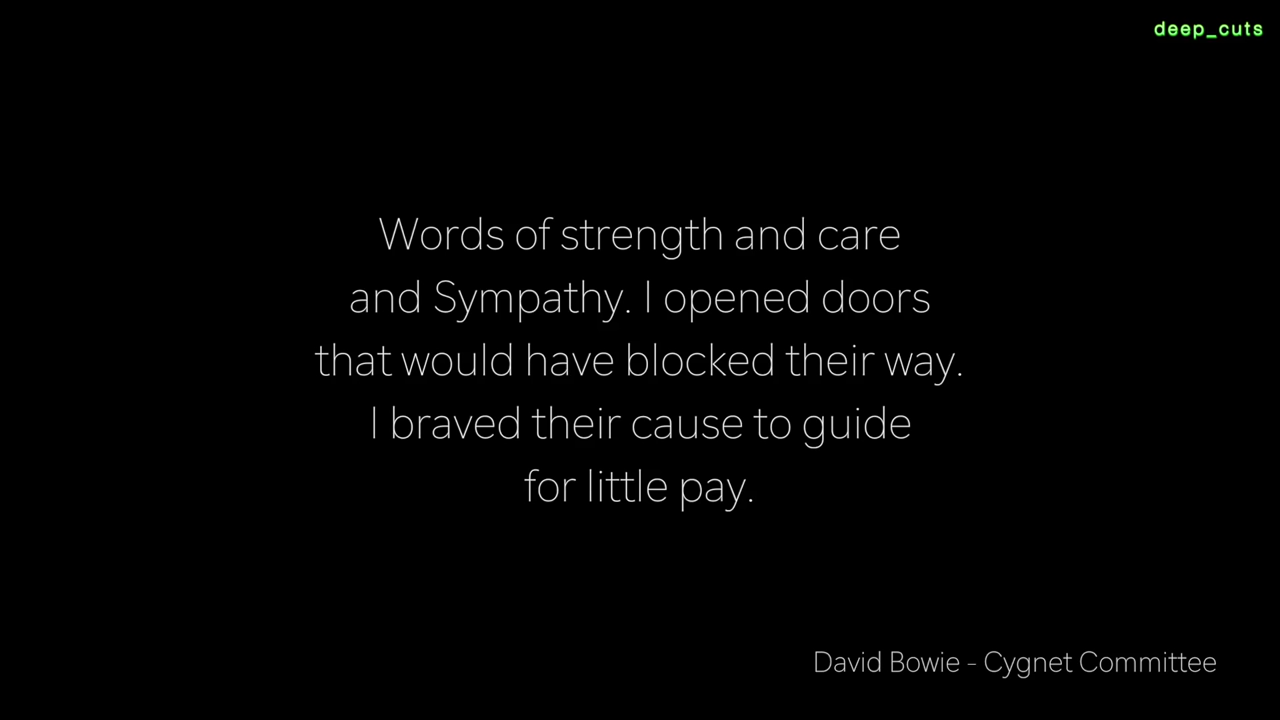 deep_cuts
Words of strength and care
and Sympathy. I opened doors
that would have blocked their way.
I braved their cause to guide
for little pay.
David Bowie - Cygnet Committee